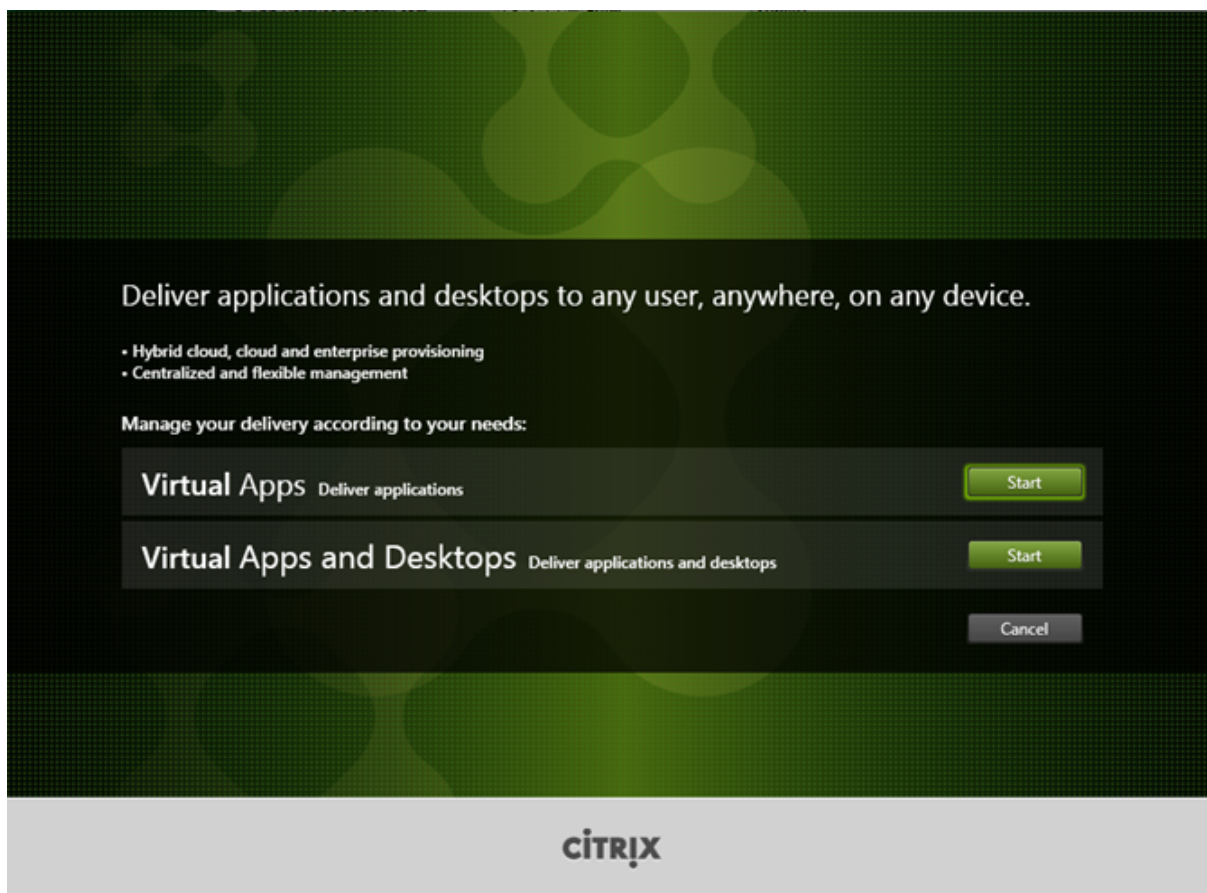 Deliver applications and desktops to any user, anywhere, on any device.
• Hybrid cloud, cloud and enterprise provisioning
• Centralized and flexible management
Manage your delivery according to your needs:
Virtual Apps Deliver applications
Start
Virtual Apps and Desktops Deliver applications and desktops
Start
Cancel
CITRIX